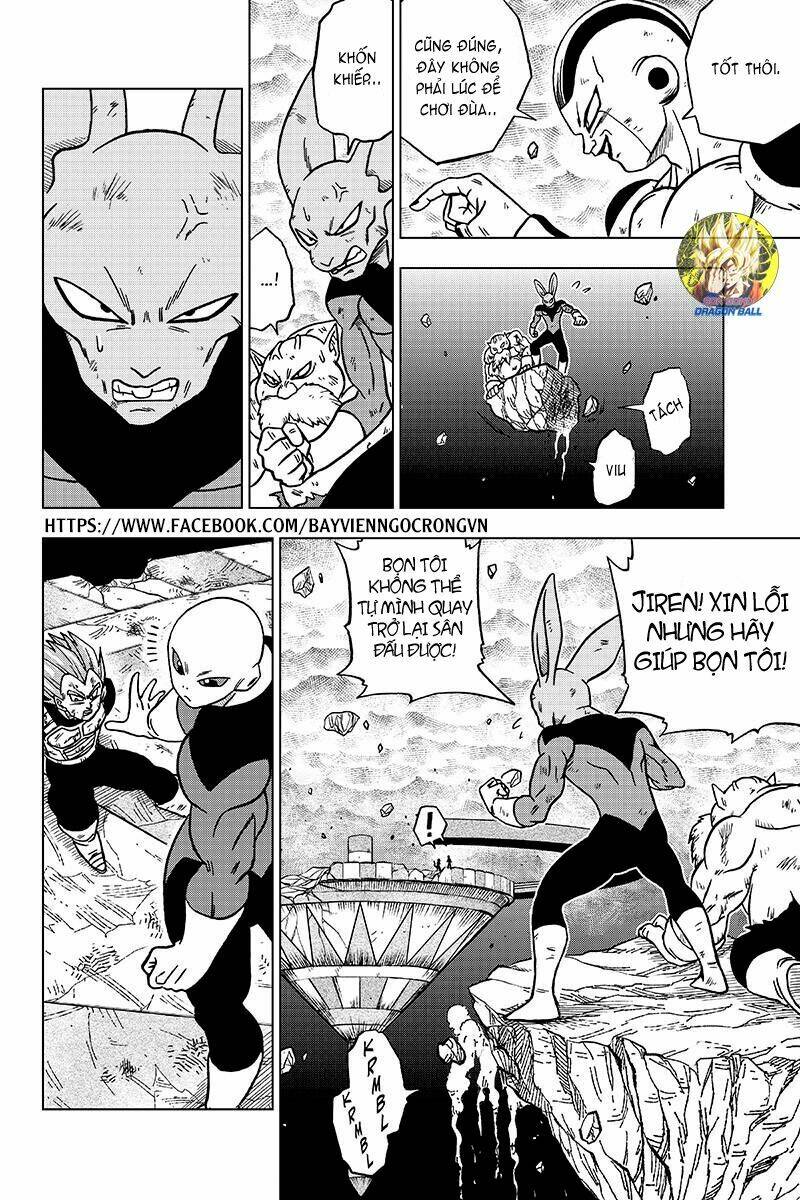 KHỐN
KHIẾP..
CŨNG ĐÚNG,
ĐÂY KHÔNG
PHẢI LÚC ĐỂ
CHƠI ĐÙA..
TỐT THÔI.
...!
DRAGON BALL
TÁCH
VIU
HTTPS://WWW.FACEBOOK.COM/BAYVIENNGOCRONGVN
BỌN TÔI
KHÔNG THỂ
TỰ MÌNH QUAY
TRỞ LẠI SÂN
ĐẤU ĐƯỢC!
JIREN! XIN LỖI
NHƯNG HÃY
GIÚP BỌN TÔI!
!
KRMBL
KRMBL